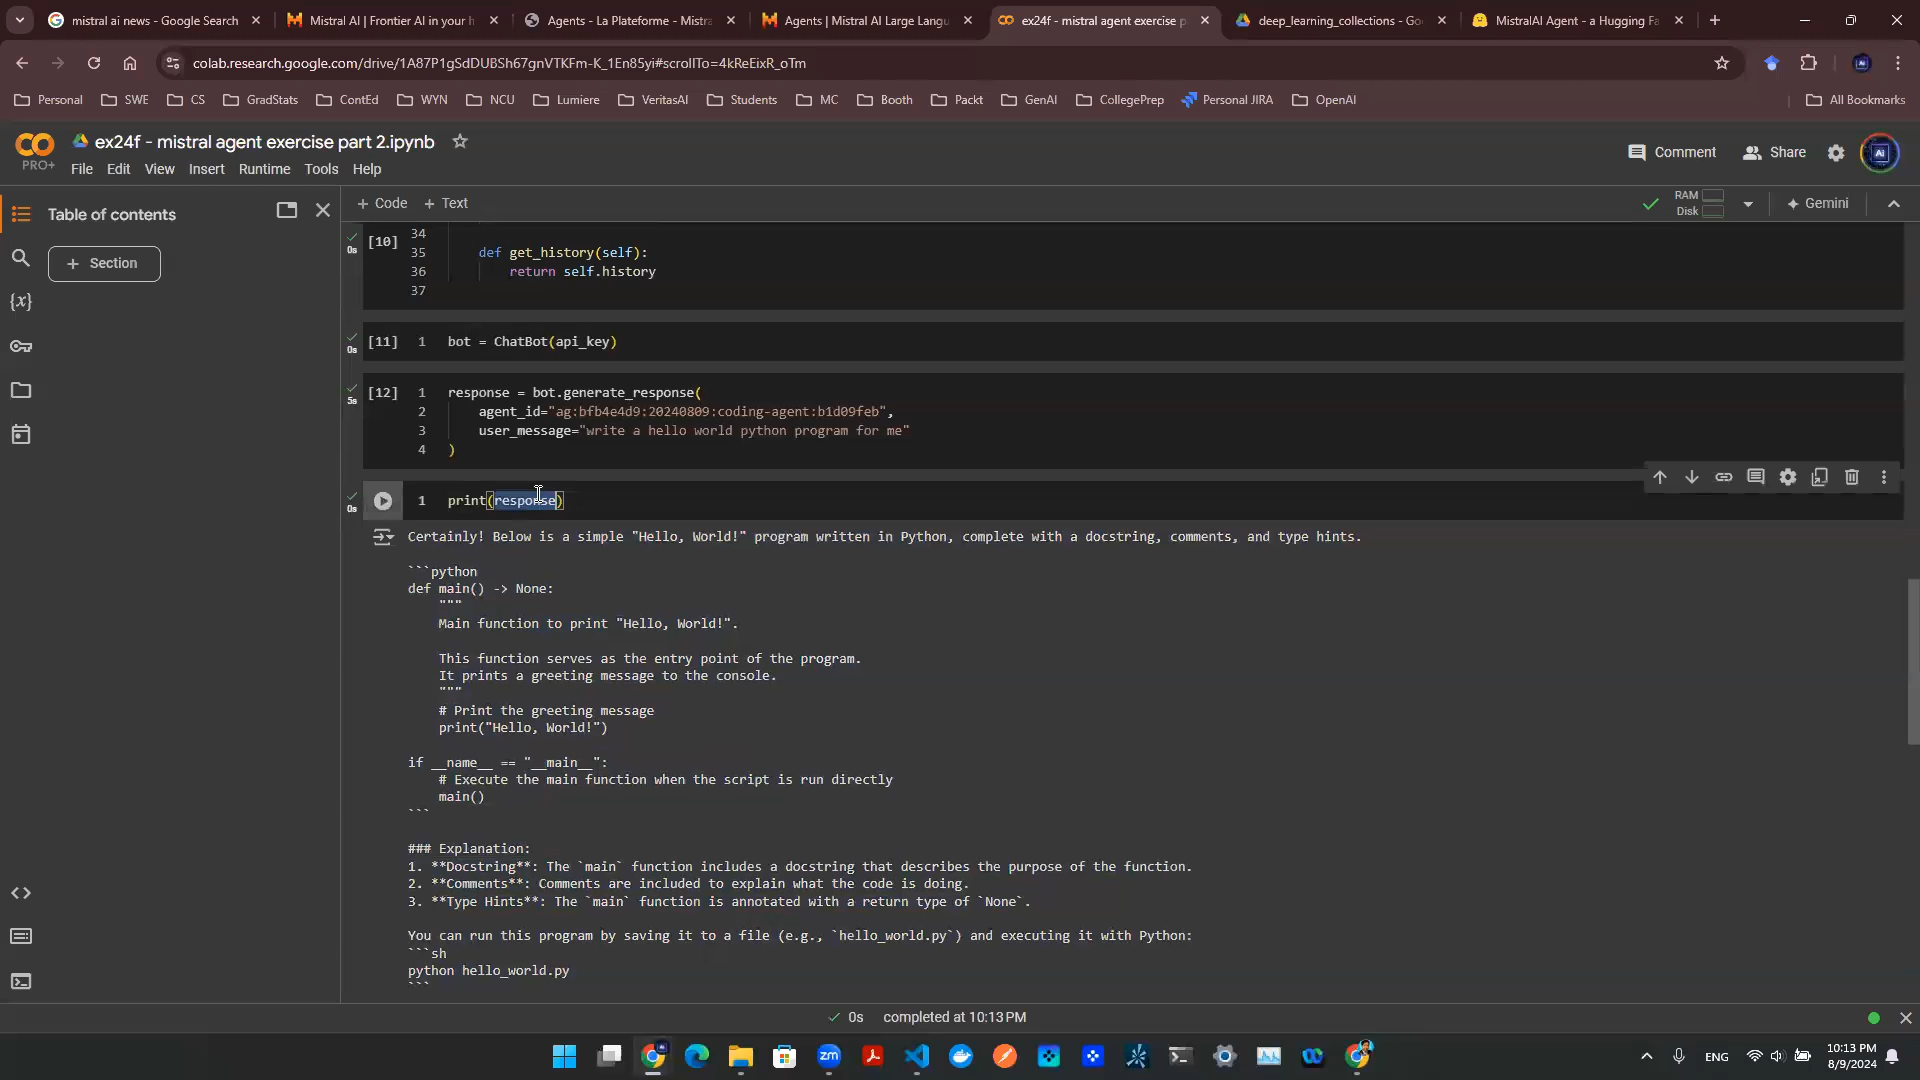 mistral ai news - Google Search
Mistral AI | Frontier AI in your h
Agents - La Plateforme - Mistra
Agents | Mistral AI Large Langu
ex24f - mistral agent exercise p
deep_learning_collections - Go
MistralAI Agent - a Hugging Fa
colab.research.google.com/drive/1A87P1gSdDUBSh67gnVTKFm-K_1En85yi#scrollTo=4kReEixR_oTm
Personal SWE CS GradStats ContEd WYN NCU Lumiere VeritasAI Students MC Booth Packt GenAI CollegePrep Personal JIRA OpenAI All Bookmarks
CO PRO+
ex24f - mistral agent exercise part 2.ipynb
Comment Share Ai
File Edit View Insert Runtime Tools Help
Table of contents
+ Code + Text
RAM
Disk
Gemini
+ Section
34
[10] 0s
35 def get_history(self):
36 return self.history
37
[11] 1 bot = ChatBot(api_key)
0s
[12] 1 response = bot.generate_response(
5s
2 agent_id="ag:bfb4e4d9:20240809:coding-agent:b1d09feb",
3 user_message="write a hello world python program for me"
4 )
1 print(response)
0s
Certainly! Below is a simple "Hello, World!" program written in Python, complete with a docstring, comments, and type hints.
```python
def main() -> None:
"""
Main function to print "Hello, World!".
This function serves as the entry point of the program.
It prints a greeting message to the console.
"""
# Print the greeting message
print("Hello, World!")
if __name__ == "__main__":
# Execute the main function when the script is run directly
main()
```
### Explanation:
1. **Docstring**: The `main` function includes a docstring that describes the purpose of the function.
2. **Comments**: Comments are included to explain what the code is doing.
3. **Type Hints**: The `main` function is annotated with a return type of `None`.
You can run this program by saving it to a file (e.g., `hello_world.py`) and executing it with Python:
```sh
python hello_world.py
```
0s completed at 10:13 PM
zm
ENG
10:13 PM
8/9/2024